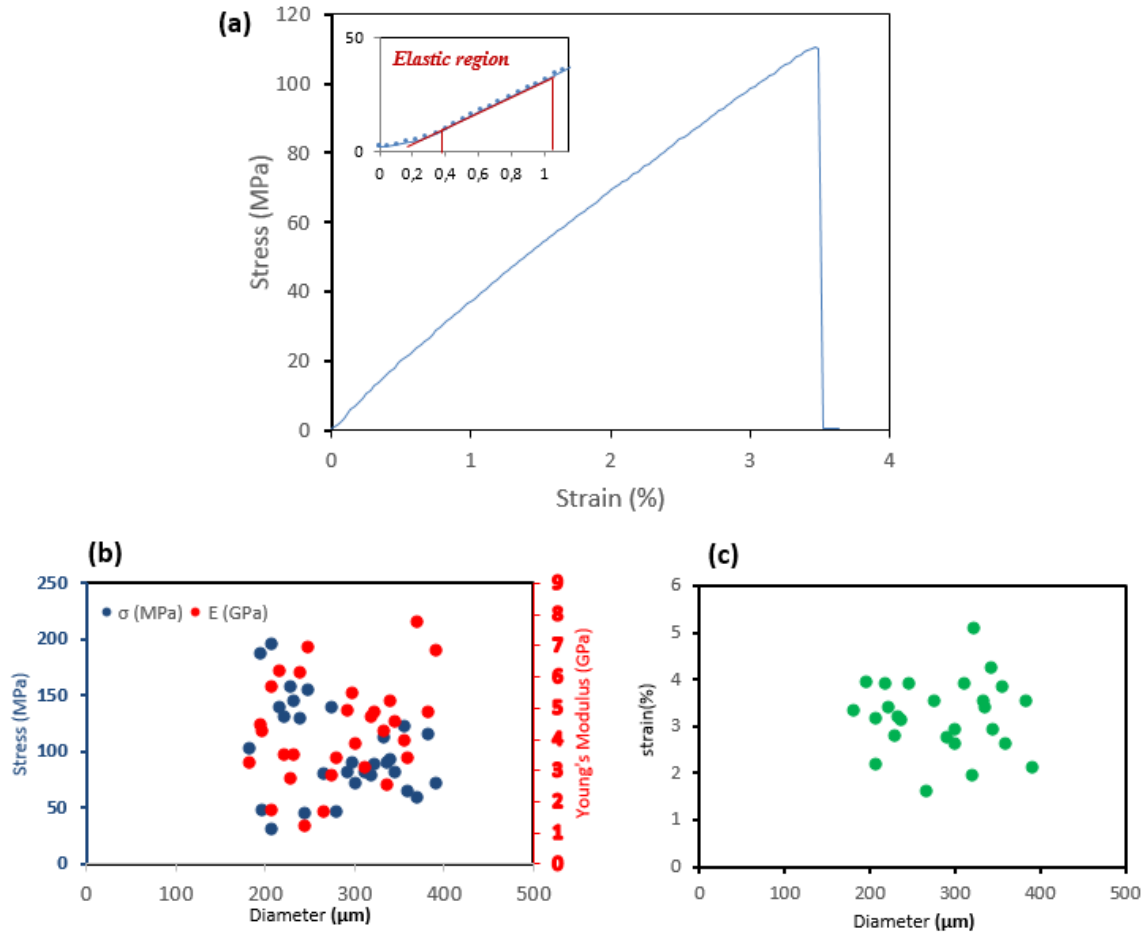 (a)
120
100
80
60
40
20
0
Stress (MPa)
50
Elastic region
0
0 0,2 0,4 0,6 0,8 1
0 1 2 3 4
Strain (%)
(b)
250
200
150
100
50
0
Stress (MPa)
σ (MPa) E (GPa)
9
8
7
6
5
4
3
2
1
0
Young's Modulus (GPa)
0 100 200 300 400 500
Diameter (μm)
(c)
6
5
4
3
2
1
0
strain(%)
0 100 200 300 400 500
Diameter (μm)